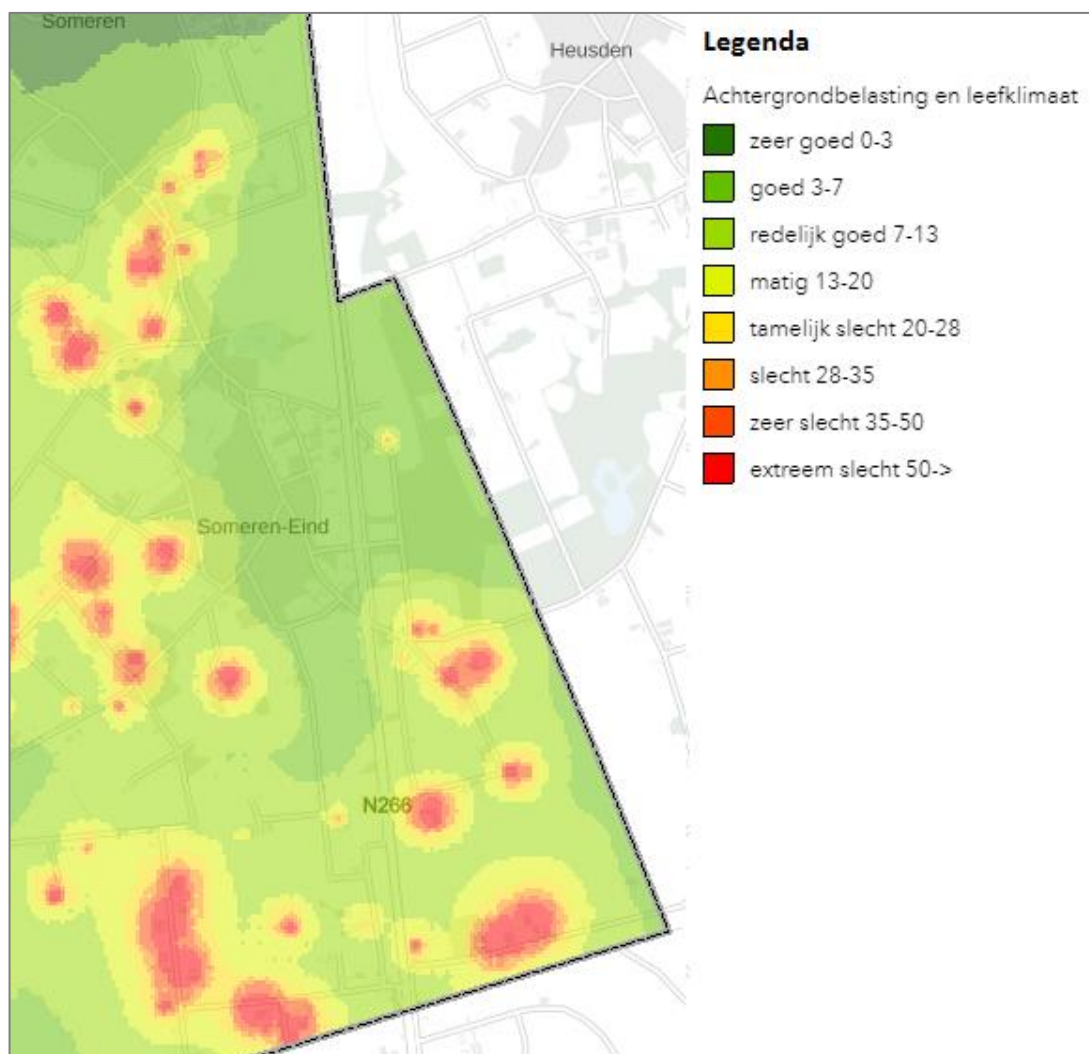 Someren
Heusden
Someren-Eind
N266
Legenda
Achtergrondbelasting en leefklimaat
zeer goed 0-3
goed 3-7
redelijk goed 7-13
matig 13-20
tamelijk slecht 20-28
slecht 28-35
zeer slecht 35-50
extreem slecht 50->